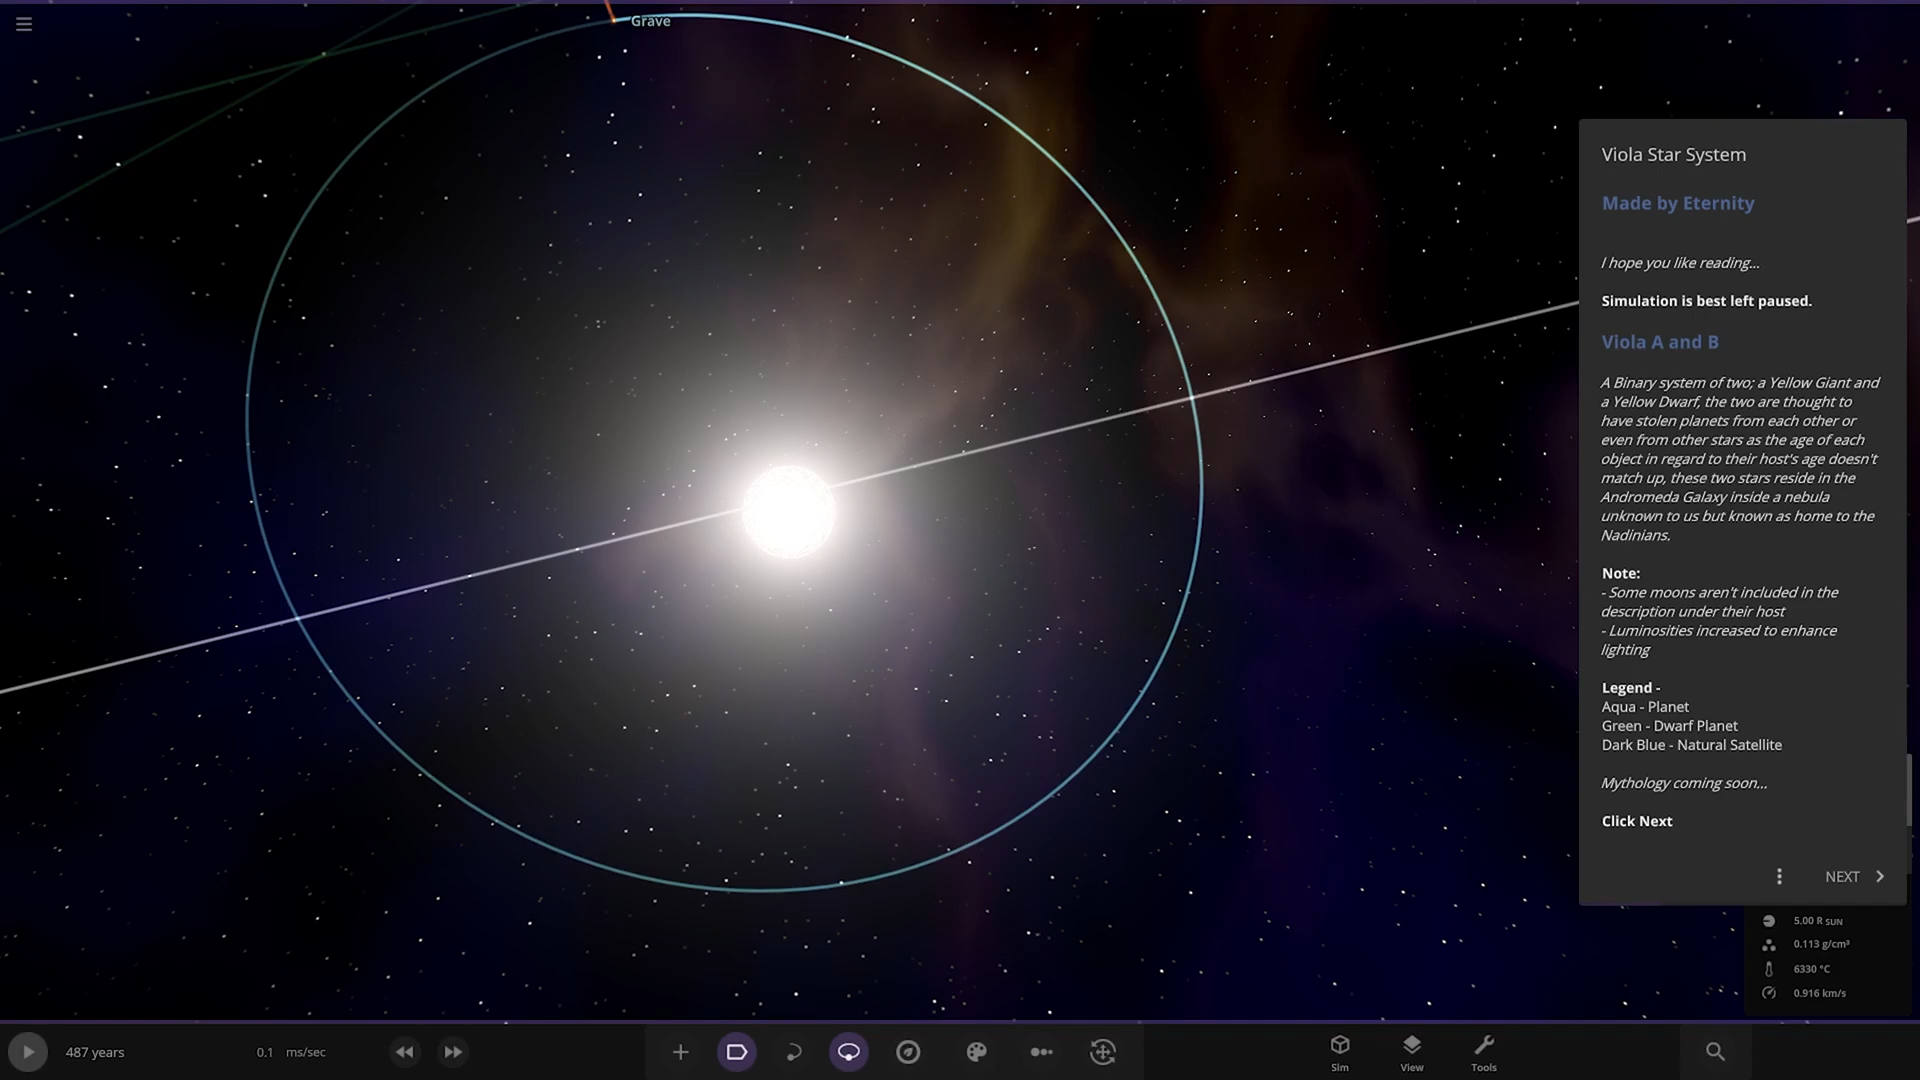 Grave
Viola Star System
Made by Eternity
I hope you like reading...
Simulation is best left paused.
Viola A and B
A Binary system of two; a Yellow Giant and
a Yellow Dwarf, the two are thought to
have stolen planets from each other or
even from other stars as the age of each
object in regard to their host's age doesn't
match up, these two stars reside in the
Andromeda Galaxy inside a nebula
unknown to us but known as home to the
Nadinians.
Note:
- Some moons aren't included in the
description under their host
- Luminosities increased to enhance
lighting
Legend -
Aqua - Planet
Green - Dwarf Planet
Dark Blue - Natural Satellite
Mythology coming soon...
Click Next
NEXT
5.00 R SUN
0.113 g/cm³
6330 °C
0.916 km/s
487 years
0.1 ms/sec
Sim
View
Tools